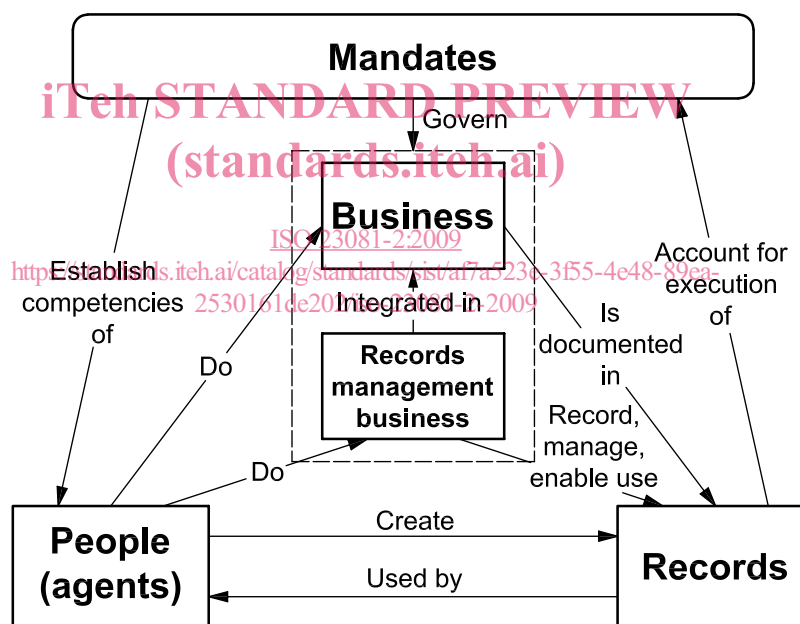 Mandates
iTeh STANDARD PREVIEW
Govern
(standards.iteh.ai)
Business
ISO 23081-2:2009
Establish
competencies
of
Account for
execution
of
Integrated in
Is
documented
in
Do
Records
management
business
Record,
manage,
enable use
Do
People
(agents)
Create
Used by
Records